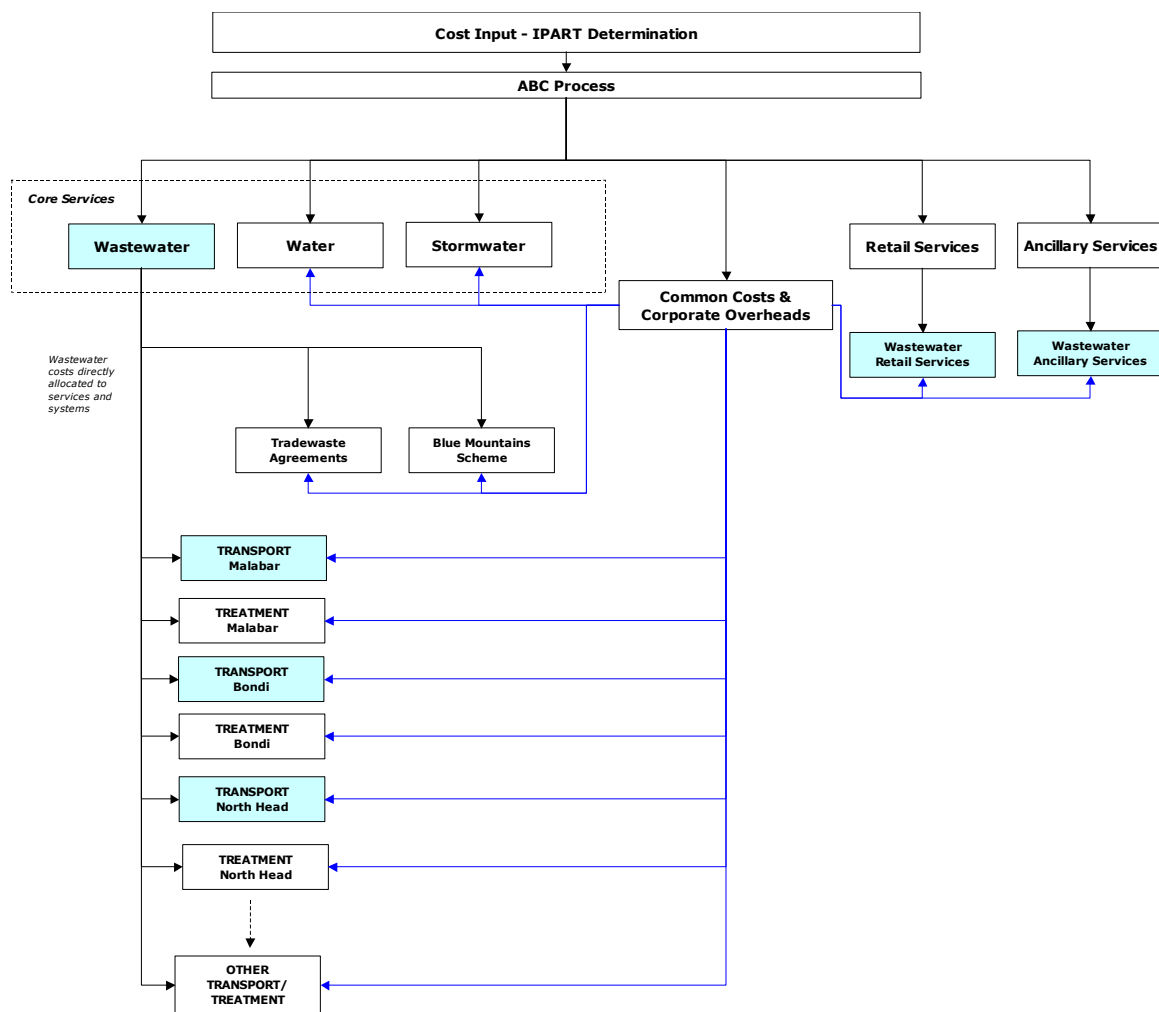 Cost Input - IPART Determination
ABC Process
Core Services
Wastewater
Water
Stormwater
Retail Services
Ancillary Services
Common Costs &
Corporate Overheads
Wastewater
Retail Services
Wastewater
Ancillary Services
Wastewater
costs directly
allocated to
services and
systems
Tradewaste
Agreements
Blue Mountains
Scheme
TRANSPORT
Malabar
TREATMENT
Malabar
TRANSPORT
Bondi
TREATMENT
Bondi
TRANSPORT
North Head
TREATMENT
North Head
OTHER
TRANSPORT/
TREATMENT